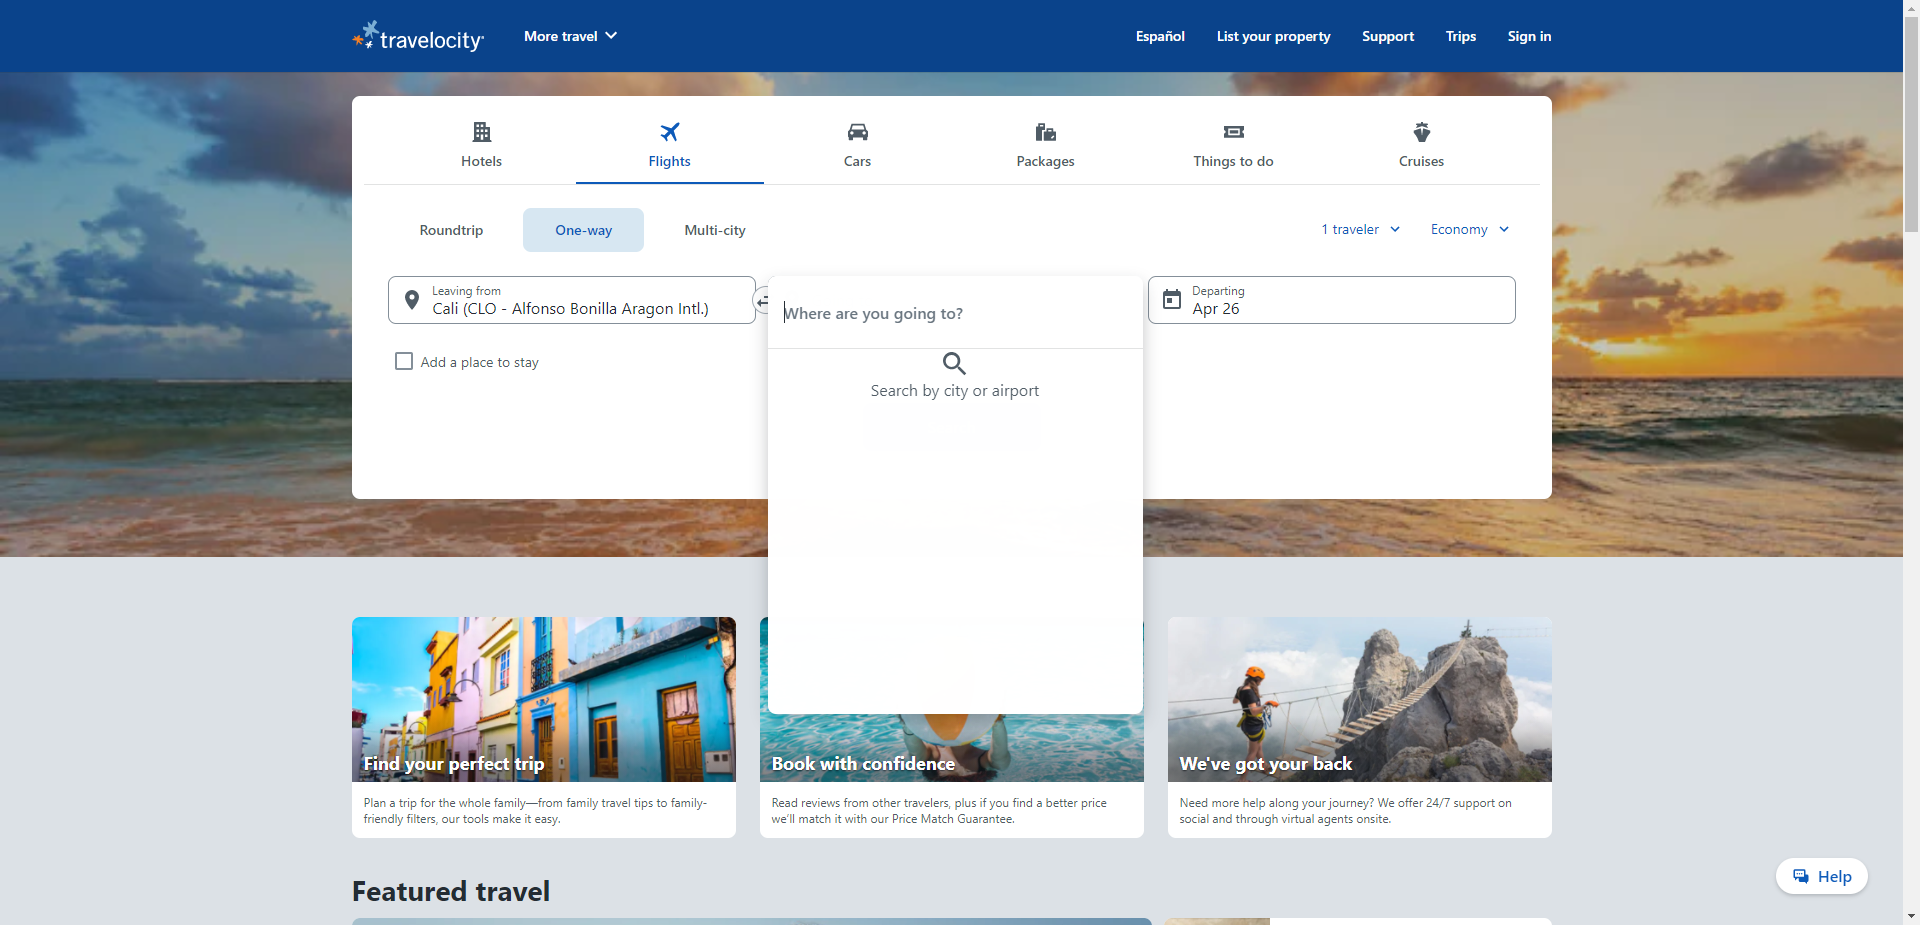 travelocity
More travel
Español
List your property
Support
Trips
Sign in
Hotels
Flights
Cars
Packages
Things to do
Cruises
Roundtrip
One-way
Multi-city
1 traveler
Economy
Leaving from
Cali (CLO - Alfonso Bonilla Aragon Intl.)
Where are you going to?
Departing
Apr 26
Add a place to stay
Search by city or airport
Find your perfect trip
Plan a trip for the whole family—from family travel tips to family-
friendly filters, our tools make it easy.
Book with confidence
Read reviews from other travelers, plus if you find a better price
we'll match it with our Price Match Guarantee.
We've got your back
Need more help along your journey? We offer 24/7 support on
social and through virtual agents onsite.
Help
Featured travel